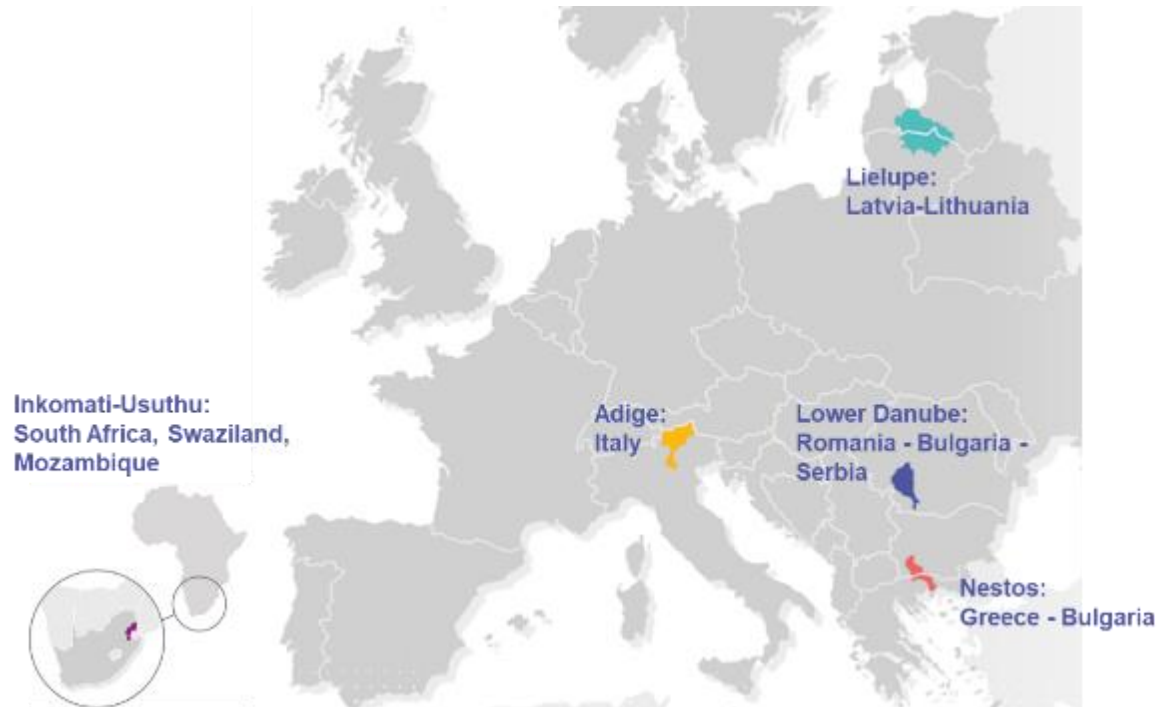 Lielupe:
Latvia-Lithuania
Inkomati-Usuthu:
South Africa, Swaziland,
Mozambique
Adige:
Italy
Lower Danube:
Romania - Bulgaria -
Serbia
Nestos:
Greece - Bulgaria